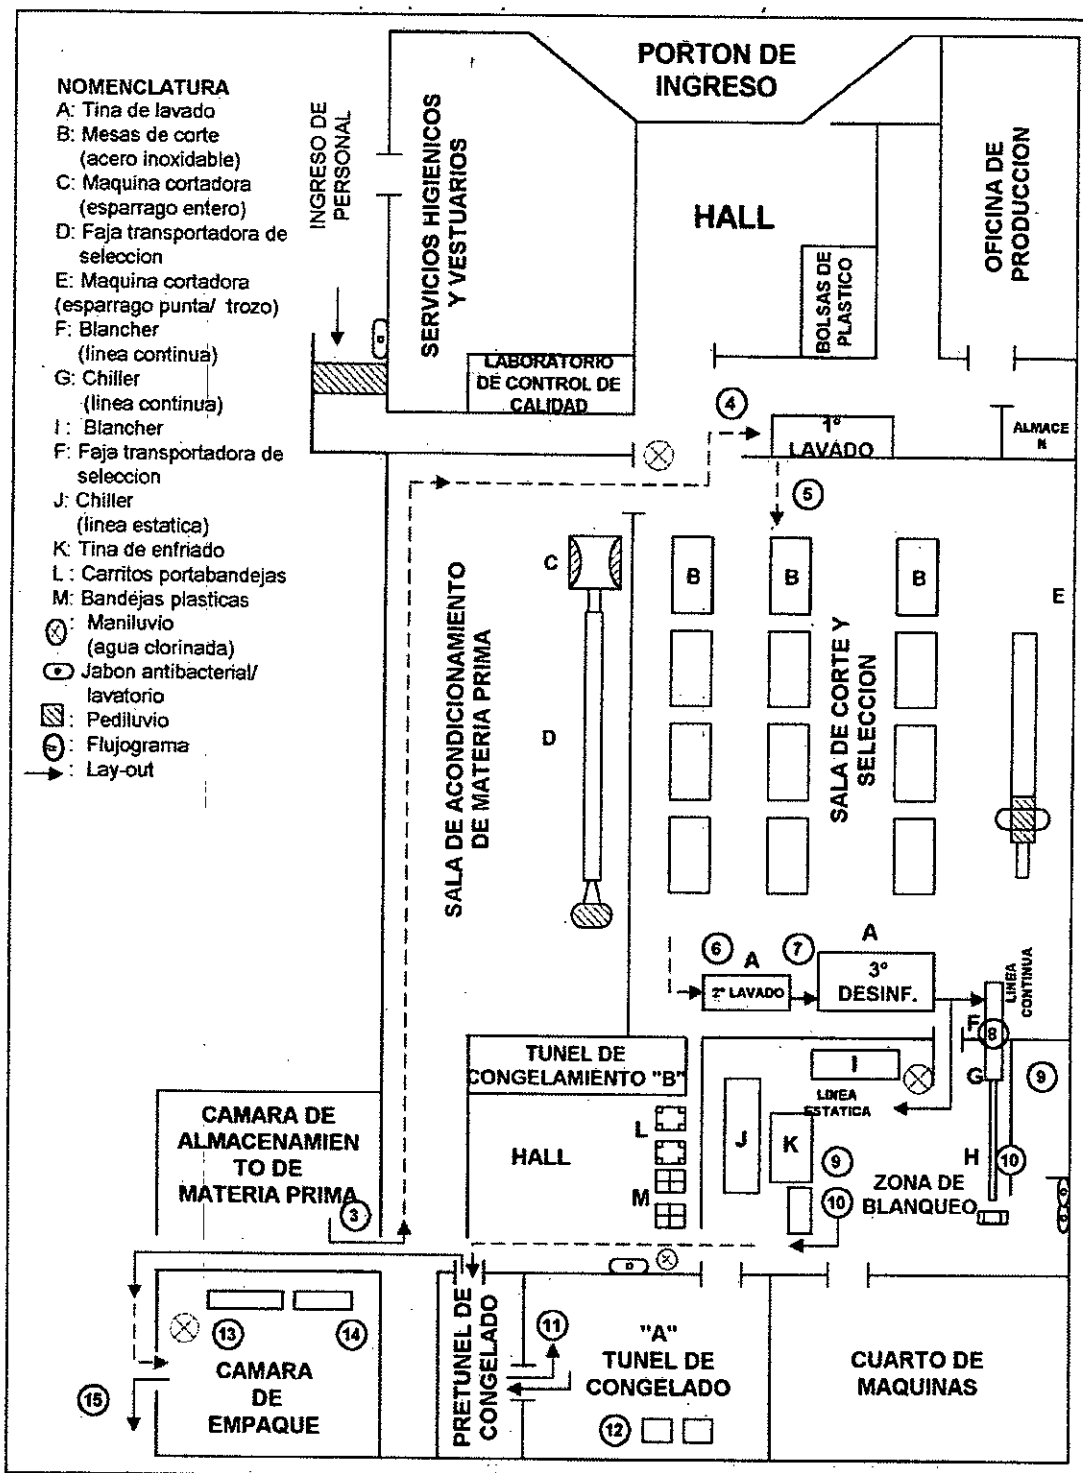 NOMENCLATURA
A: Tina de lavado
B: Mesas de corte
(acero inoxidable)
C: Maquina cortadora
(esparrago entero)
D: Faja transportadora de
seleccion
E: Maquina cortadora
(esparrago punta/ trozo)
F: Blancher
(linea continua)
G: Chiller
(linea continua)
I : Blancher
F: Faja transportadora de
seleccion
J: Chiller
(linea estatica)
K: Tina de enfriado
L : Carritos portabandejas
M: Bandejas plasticas
: Maniluvio
(agua clorinada)
: Jabon antibacterial/
lavatorio
: Pediluvio
: Flujograma
: Lay-out
INGRESO DE
PERSONAL
SERVICIOS HIGIENICOS
Y VESTUARIOS
PORTON DE
INGRESO
HALL
BOLSAS DE
PLASTICO
OFICINA DE
PRODUCCION
LABORATORIO
DE CONTROL DE
CALIDAD
4
1º
LAVADO
ALMACE
N
5
C
B
B
B
E
SALA DE ACONDICIONAMIENTO
DE MATERIA PRIMA
D
SALA DE CORTE Y
SELECCION
6
A
7
A
2º LAVADO
3º
DESINF.
LINEA
CONTINUA
F
8
TUNEL DE
CONGELAMIENTO "B"
I
G
9
LINEA
ESTATICA
CAMARA DE
ALMACENAMIEN
TO DE
MATERIA PRIMA
3
HALL
L
M
J
K
9
10
H
10
ZONA DE
BLANQUEO
13
14
CAMARA
DE
EMPAQUE
15
PRETUNEL DE
CONGELADO
11
"A"
TUNEL DE
CONGELADO
12
CUARTO DE
MAQUINAS